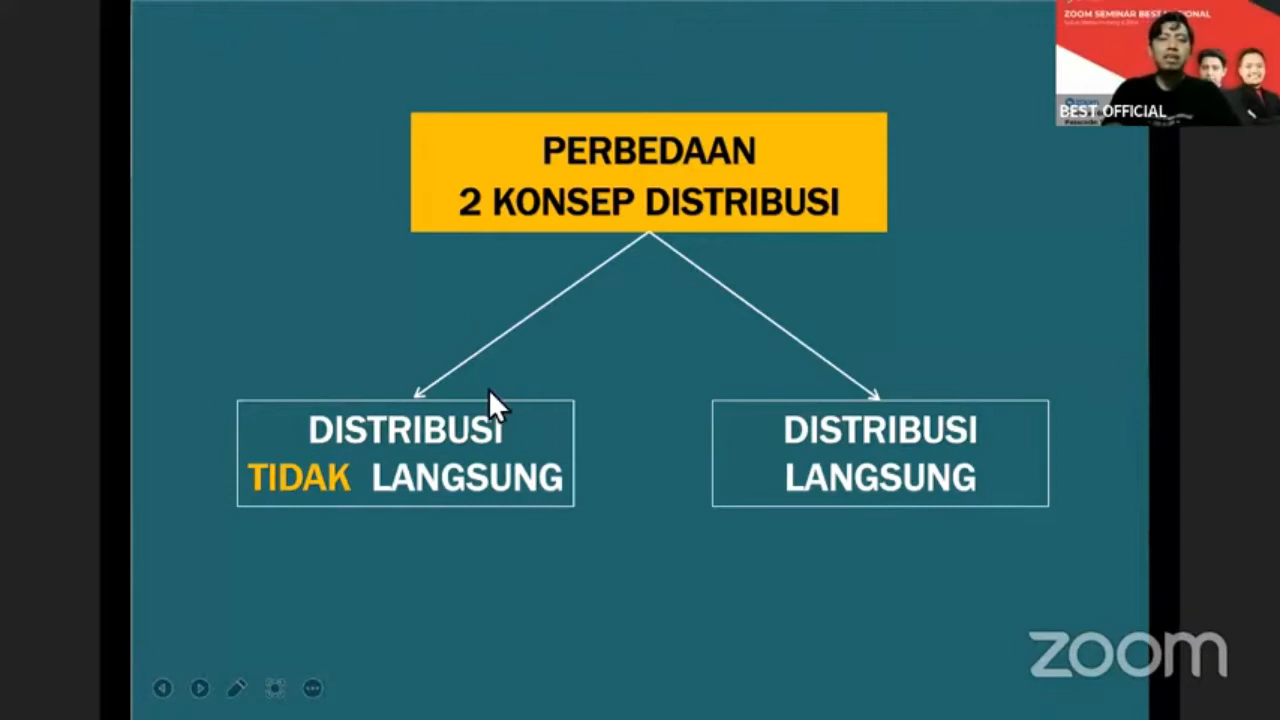 PERBEDAAN
2 KONSEP DISTRIBUSI
DISTRIBUSI
TIDAK LANGSUNG
DISTRIBUSI
LANGSUNG
ZOOM SEMINAR BEST
BEST OFFICIAL
zoom